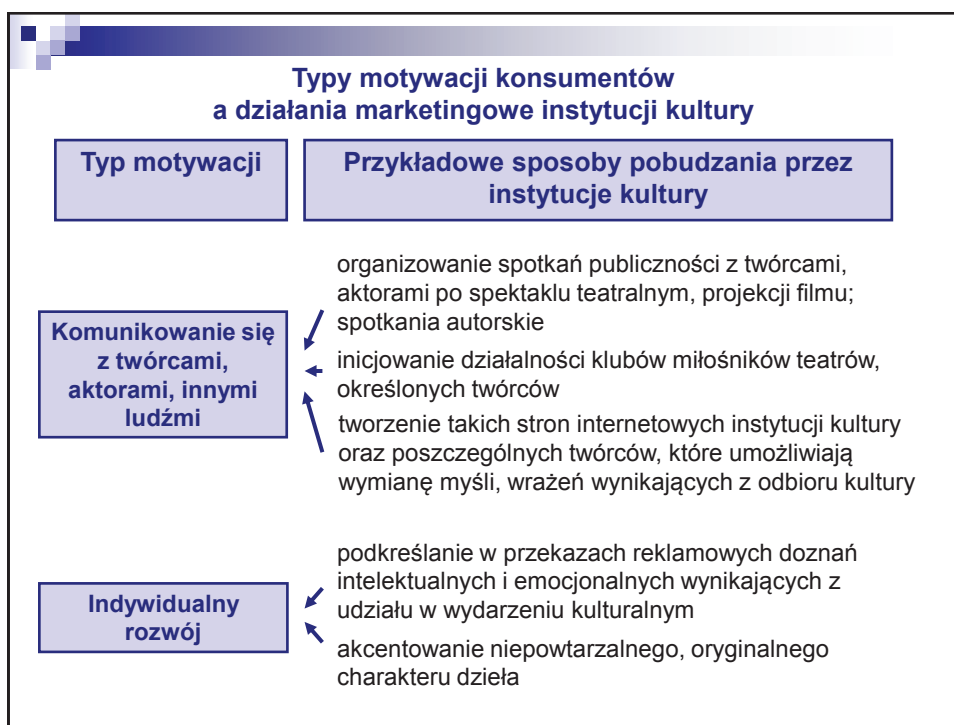 Typy motywacji konsumentów
a działania marketingowe instytucji kultury
Typ motywacji
Przykładowe sposoby pobudzania przez
instytucje kultury
Komunikowanie się
z twórcami,
aktorami, innymi
ludźmi
organizowanie spotkań publiczności z twórcami,
aktorami po spektaklu teatralnym, projekcji filmu;
spotkania autorskie
inicjowanie działalności klubów miłośników teatrów,
określonych twórców
tworzenie takich stron internetowych instytucji kultury
oraz poszczególnych twórców, które umożliwiają
wymianę myśli, wrażeń wynikających z odbioru kultury
Indywidualny
rozwój
podkreślanie w przekazach reklamowych doznań
intelektualnych i emocjonalnych wynikających z
udziału w wydarzeniu kulturalnym
akcentowanie niepowtarzalnego, oryginalnego
charakteru dzieła